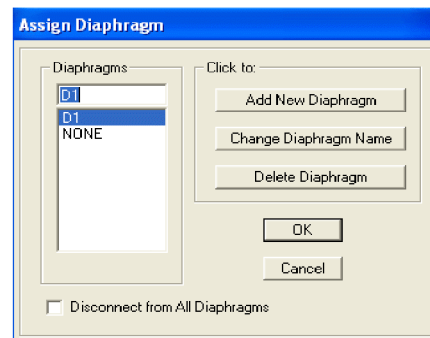 Assign Diaphragm
Diaphragms
D1
D1
NONE
Click to:
Add New Diaphragm
Change Diaphragm Name
Delete Diaphragm
OK
Cancel
Disconnect from All Diaphragms